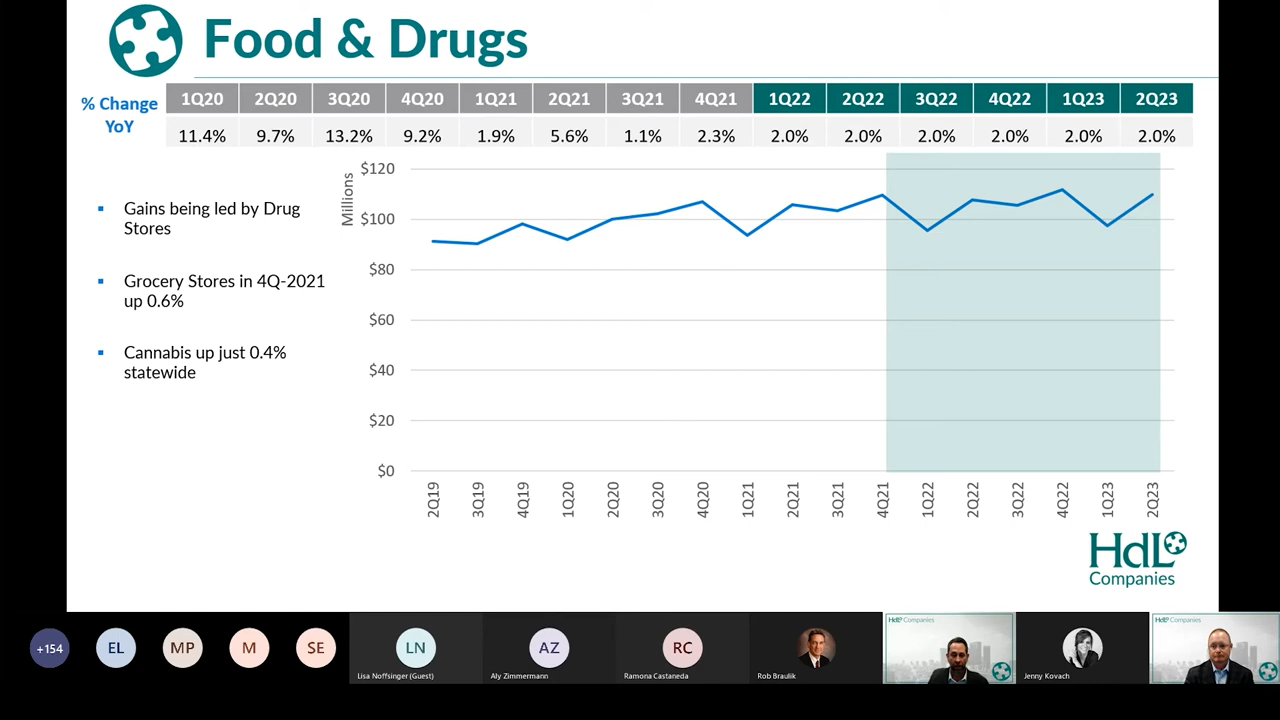 Food & Drugs
% Change
YoY
1Q20 2Q20 3Q20 4Q20 1Q21 2Q21 3Q21 4Q21 1Q22 2Q22 3Q22 4Q22 1Q23 2Q23
11.4% 9.7% 13.2% 9.2% 1.9% 5.6% 1.1% 2.3% 2.0% 2.0% 2.0% 2.0% 2.0% 2.0%
Gains being led by Drug
Stores
Grocery Stores in 4Q-2021
up 0.6%
Cannabis up just 0.4%
statewide
Millions
$120
$100
$80
$60
$40
$20
$0
2Q19 3Q19 4Q19 1Q20 2Q20 3Q20 4Q20 1Q21 2Q21 3Q21 4Q21 1Q22 2Q22 3Q22 4Q22 1Q23 2Q23
HdL
Companies
+154
EL
MP
M
SE
LN
Lisa Noffsinger (Guest)
AZ
Aly Zimmermann
RC
Ramona Castaneda
Rob Braulik
HdL Companies
Jenny Kovach
HdL Companies